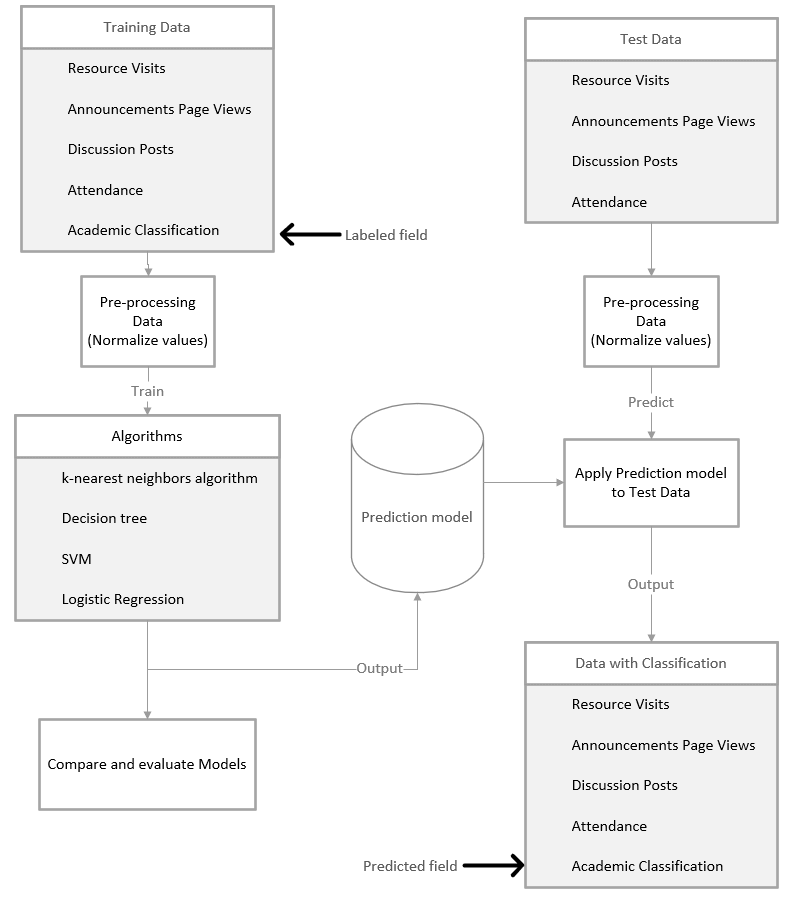 Training Data
Resource Visits
Announcements Page Views
Discussion Posts
Attendance
Academic Classification
Labeled field
Pre-processing
Data
(Normalize values)
Train
Algorithms
k-nearest neighbors algorithm
Decision tree
SVM
Logistic Regression
Output
Compare and evaluate Models
Prediction model
Test Data
Resource Visits
Announcements Page Views
Discussion Posts
Attendance
Pre-processing
Data
(Normalize values)
Predict
Apply Prediction model
to Test Data
Output
Data with Classification
Resource Visits
Announcements Page Views
Discussion Posts
Attendance
Academic Classification
Predicted field